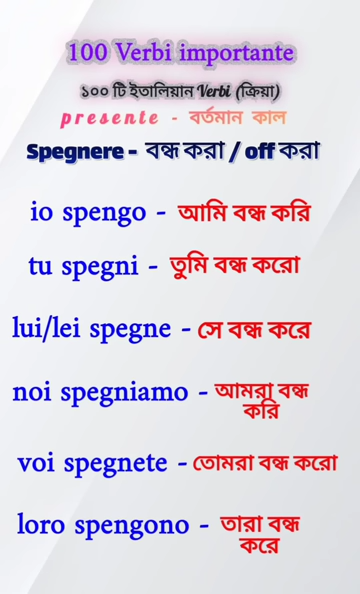 100 Verbi importante
১০০ টি ইতালিয়ান Verbi (ক্রিয়া)
presente - বর্তমান কাল
Spegnere - বন্ধ করা / off করা
io spengo - আমি বন্ধ করি
tu spegni - তুমি বন্ধ করো
lui/lei spegne - সে বন্ধ করে
noi spegniamo - আমরা বন্ধ
করি
voi spegnete - তোমরা বন্ধ করো
loro spengono - তারা বন্ধ
করে